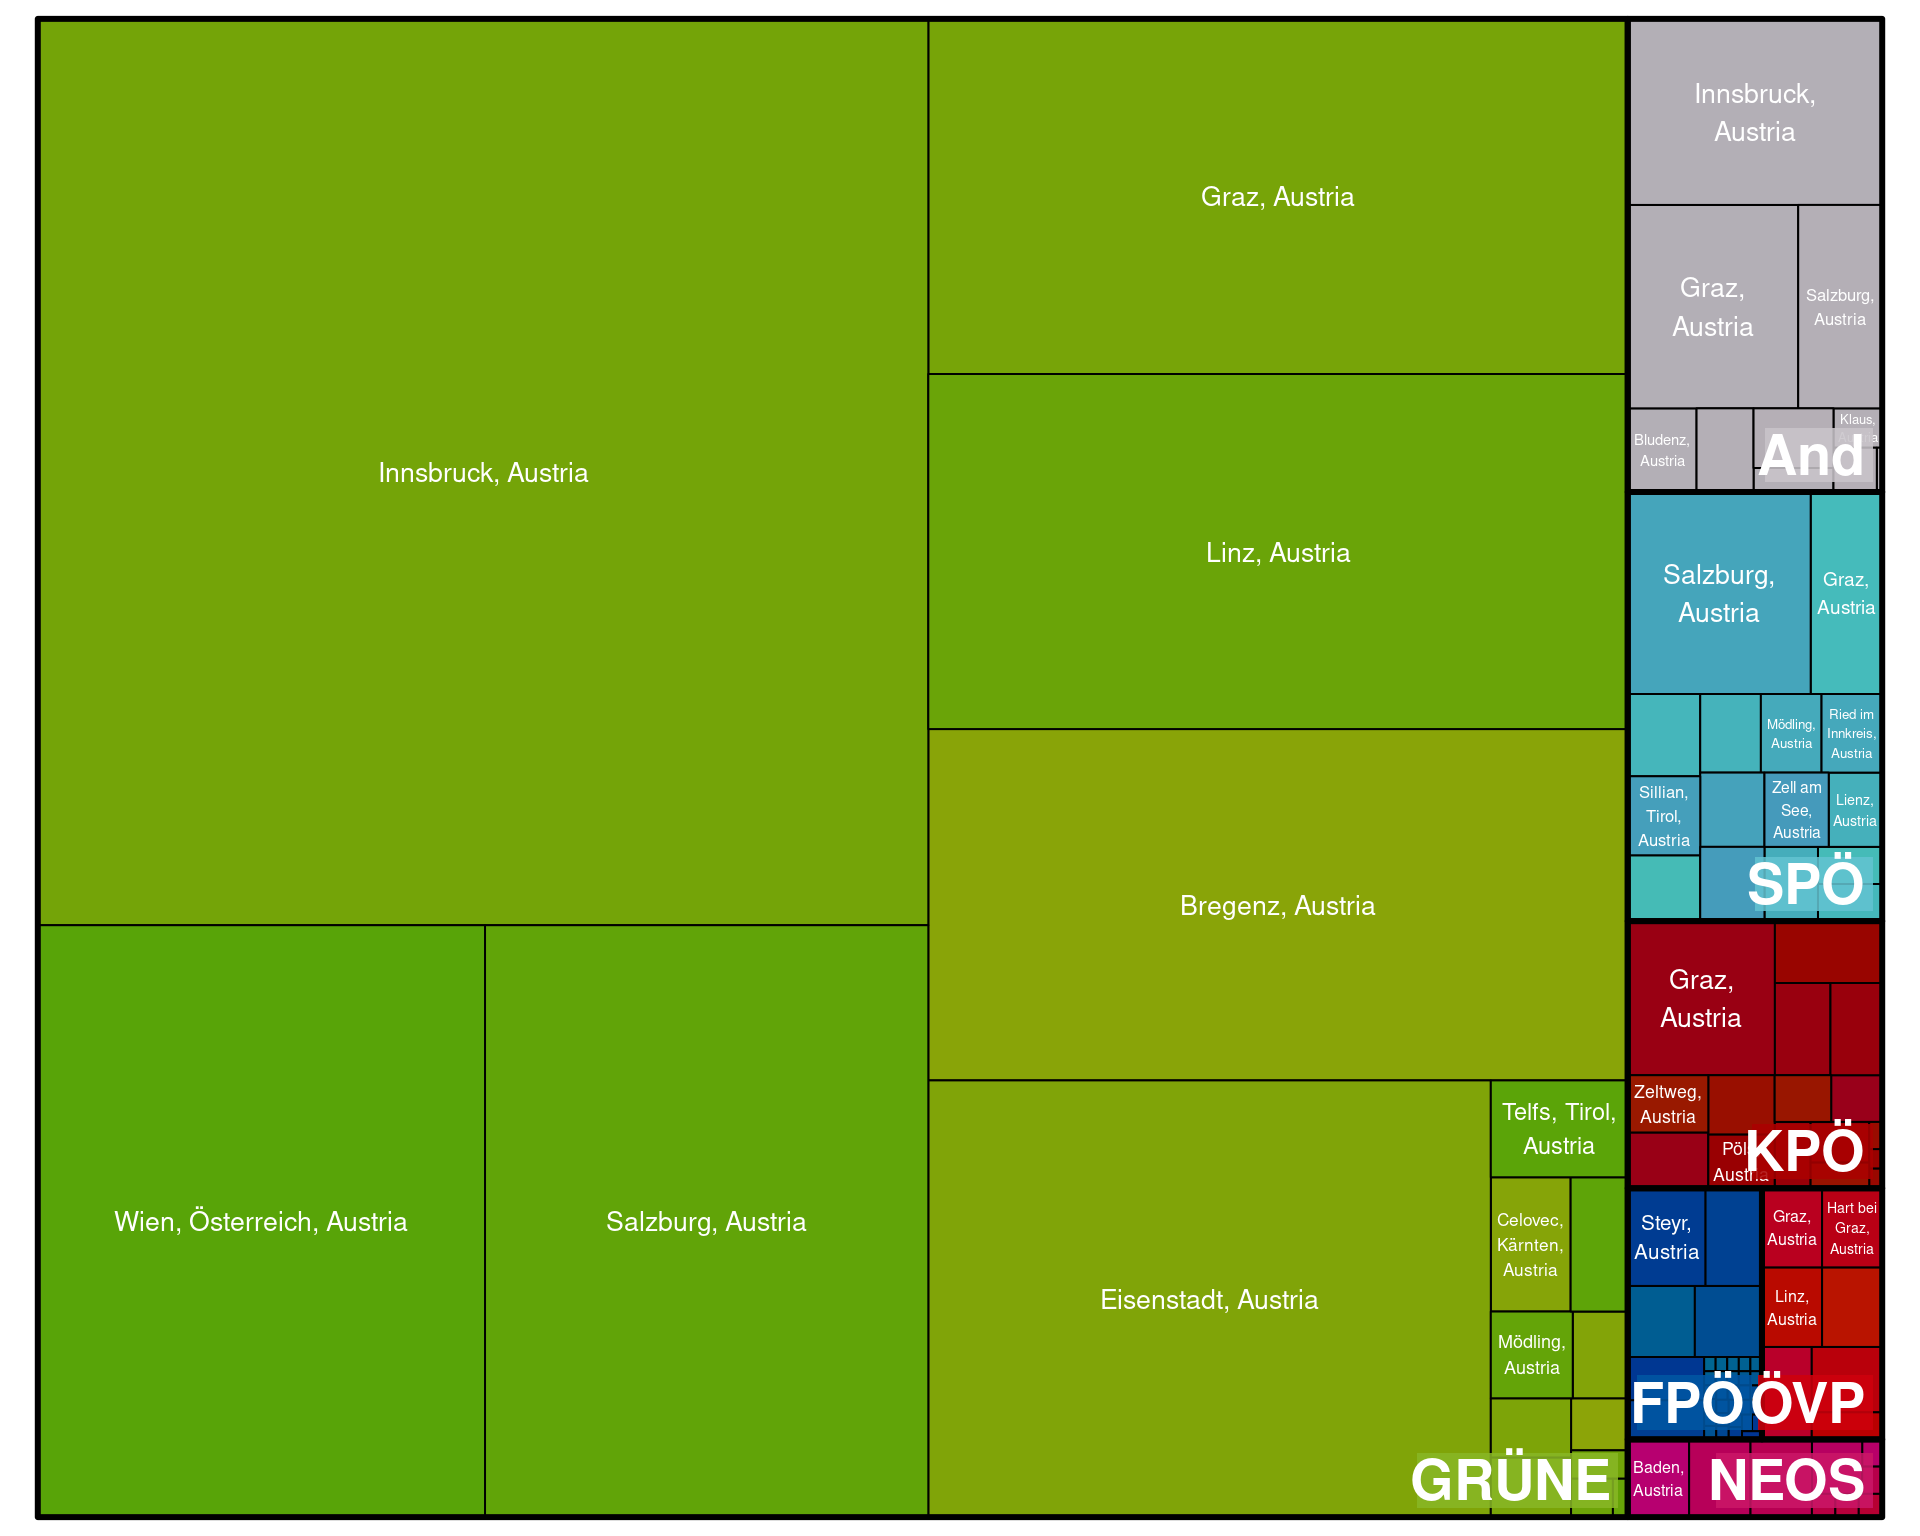 Innsbruck, Austria
Wien, Österreich, Austria
Salzburg, Austria
Graz, Austria
Linz, Austria
Bregenz, Austria
Eisenstadt, Austria
Telfs, Tirol,
Austria
Celovec,
Kärnten,
Austria
Mödling,
Austria
GRÜNE
Innsbruck,
Austria
Graz,
Austria
Salzburg,
Austria
Bludenz,
Austria
Klaus,
And
Salzburg,
Austria
Graz,
Austria
Mödling,
Austria
Ried im
Innkreis,
Austria
Sillian,
Tirol,
Austria
Zell am
See,
Austria
Lienz,
Austria
SPÖ
Graz,
Austria
Zeltweg,
Austria
Austria
KPÖ
Steyr,
Austria
FPÖ
Graz,
Austria
Hart bei
Graz,
Austria
Linz,
Austria
ÖVP
Baden,
Austria
NEOS